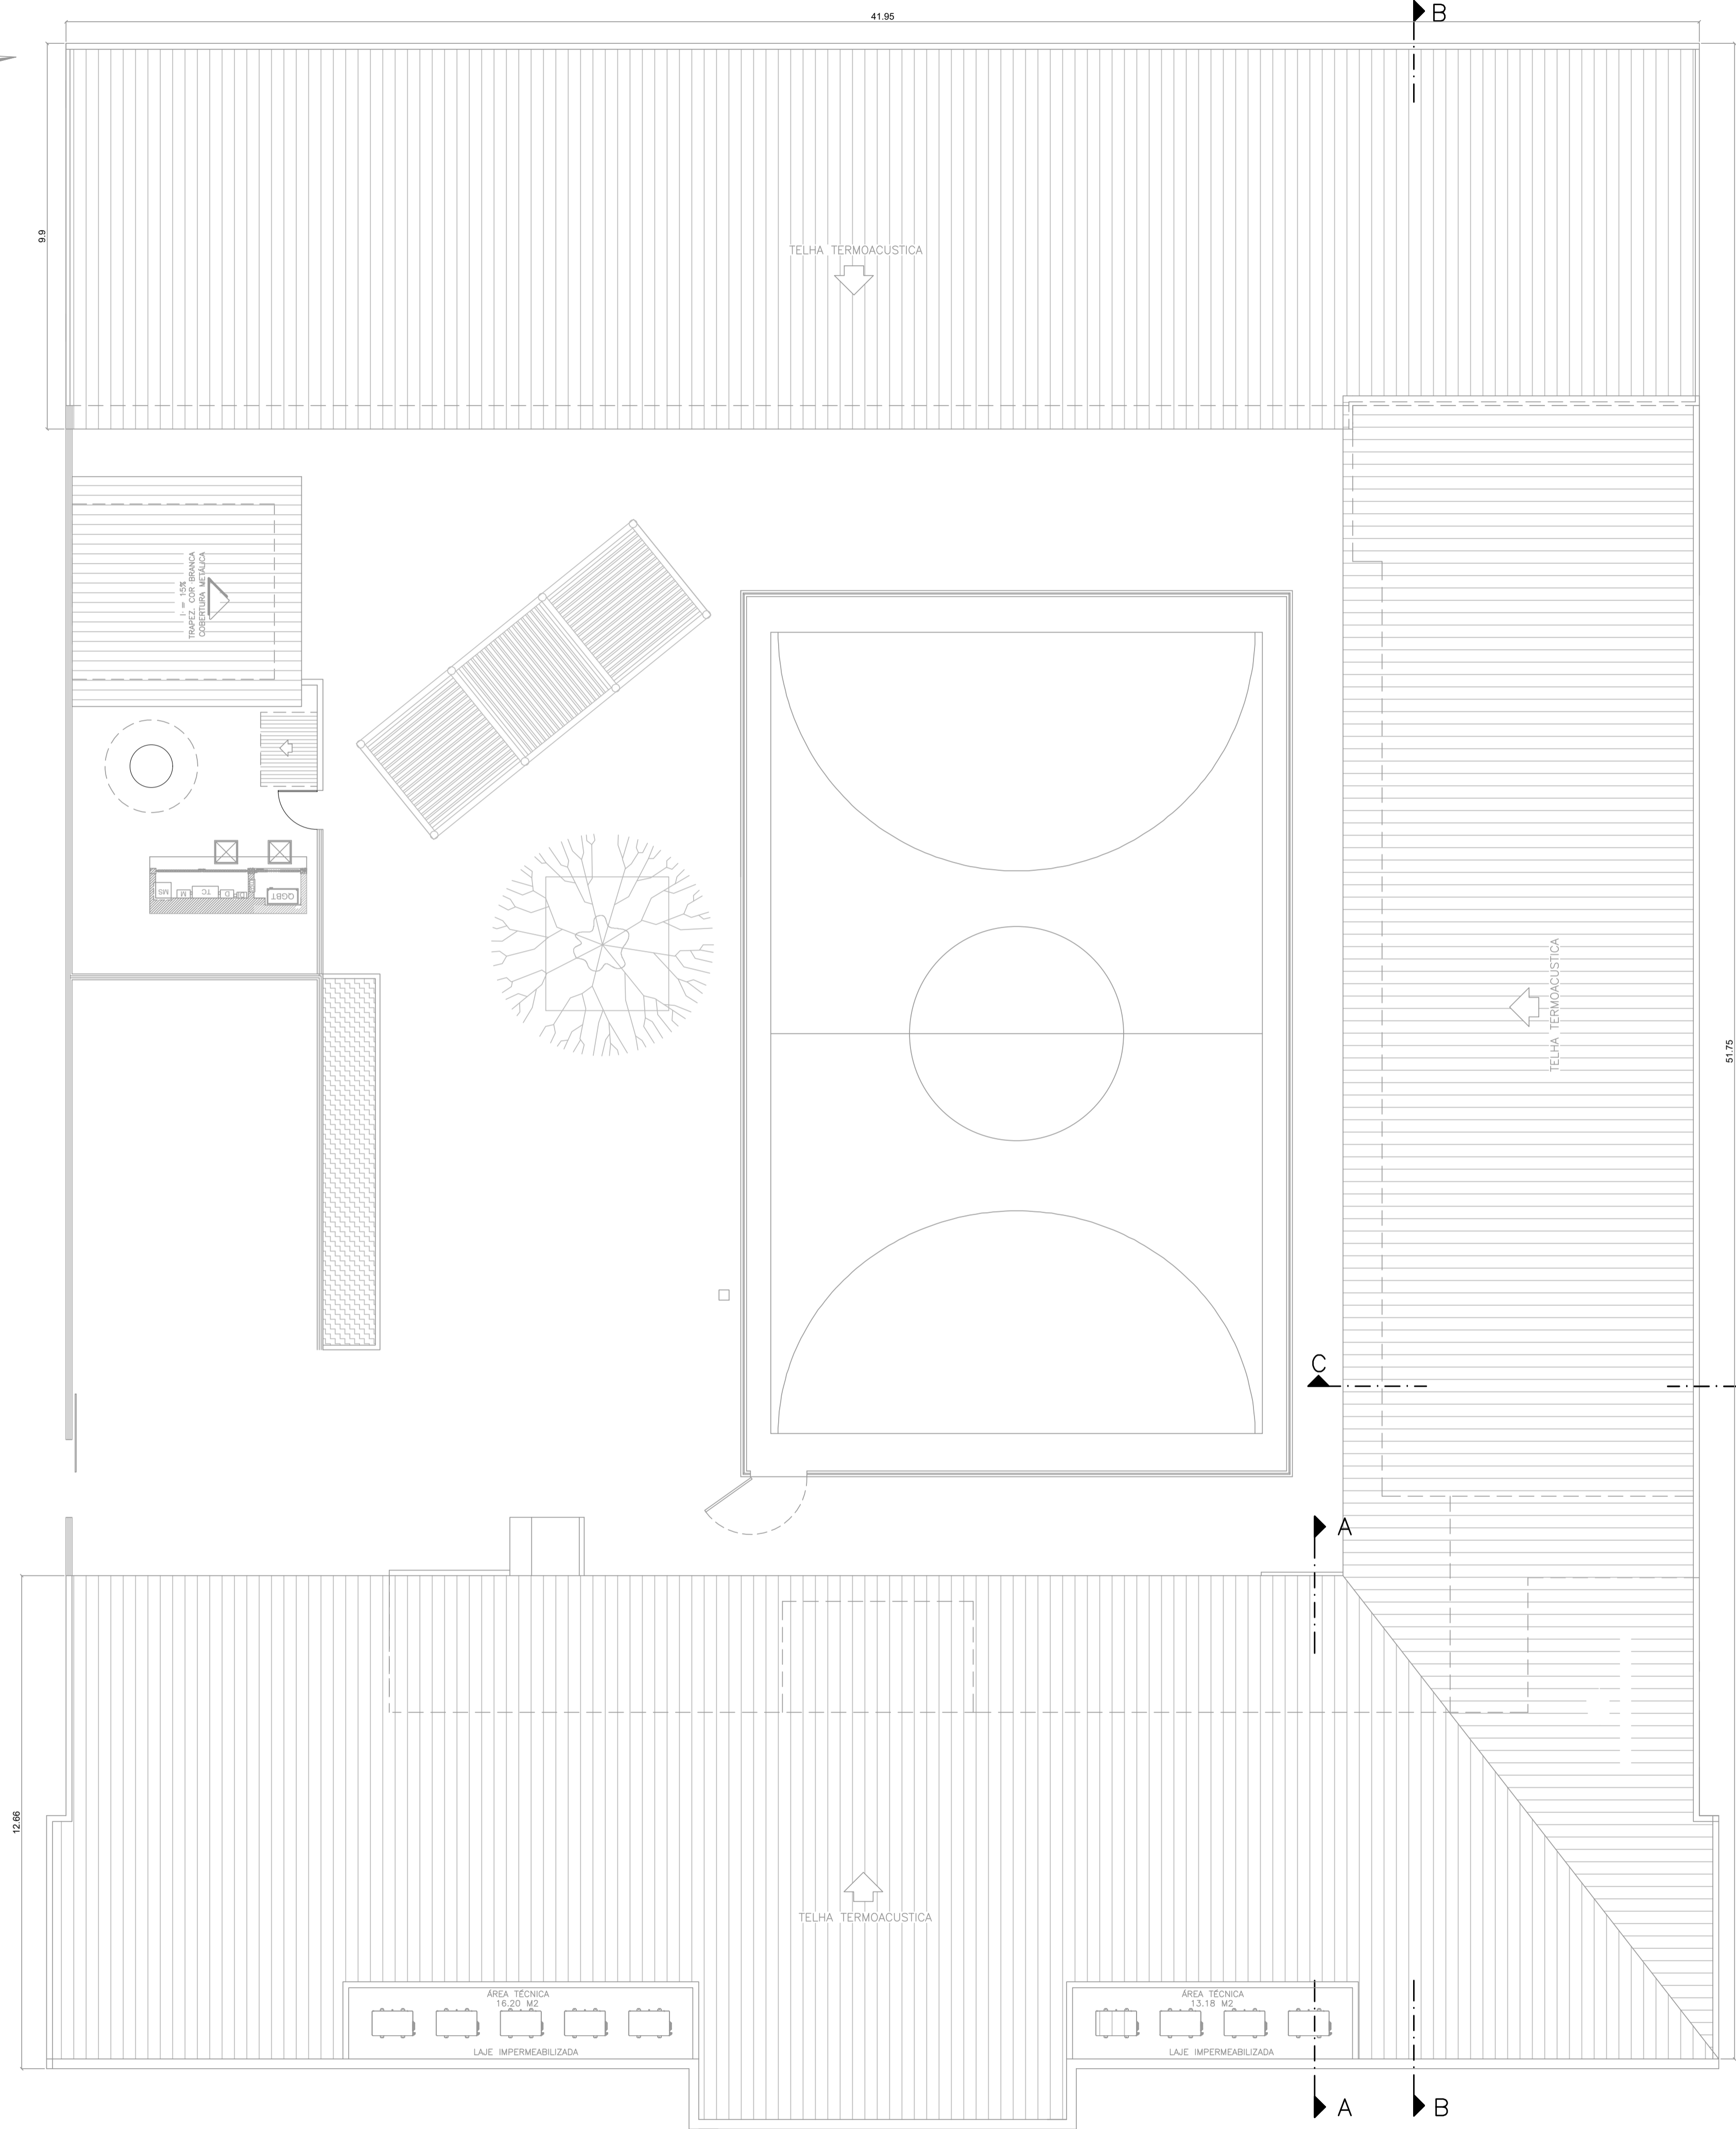 41.95
B
9.9
TELHA TERMOACUSTICA
i = 15%
TRAPEZ. COR BRANCA
COBERTURA METÁLICA
MS
M
TC
D
QGBT
TELHA TERMOACUSTICA
51.75
C
A
12.66
TELHA TERMOACUSTICA
ÁREA TÉCNICA
16.20 M2
LAJE IMPERMEABILIZADA
ÁREA TÉCNICA
13.18 M2
LAJE IMPERMEABILIZADA
A
B